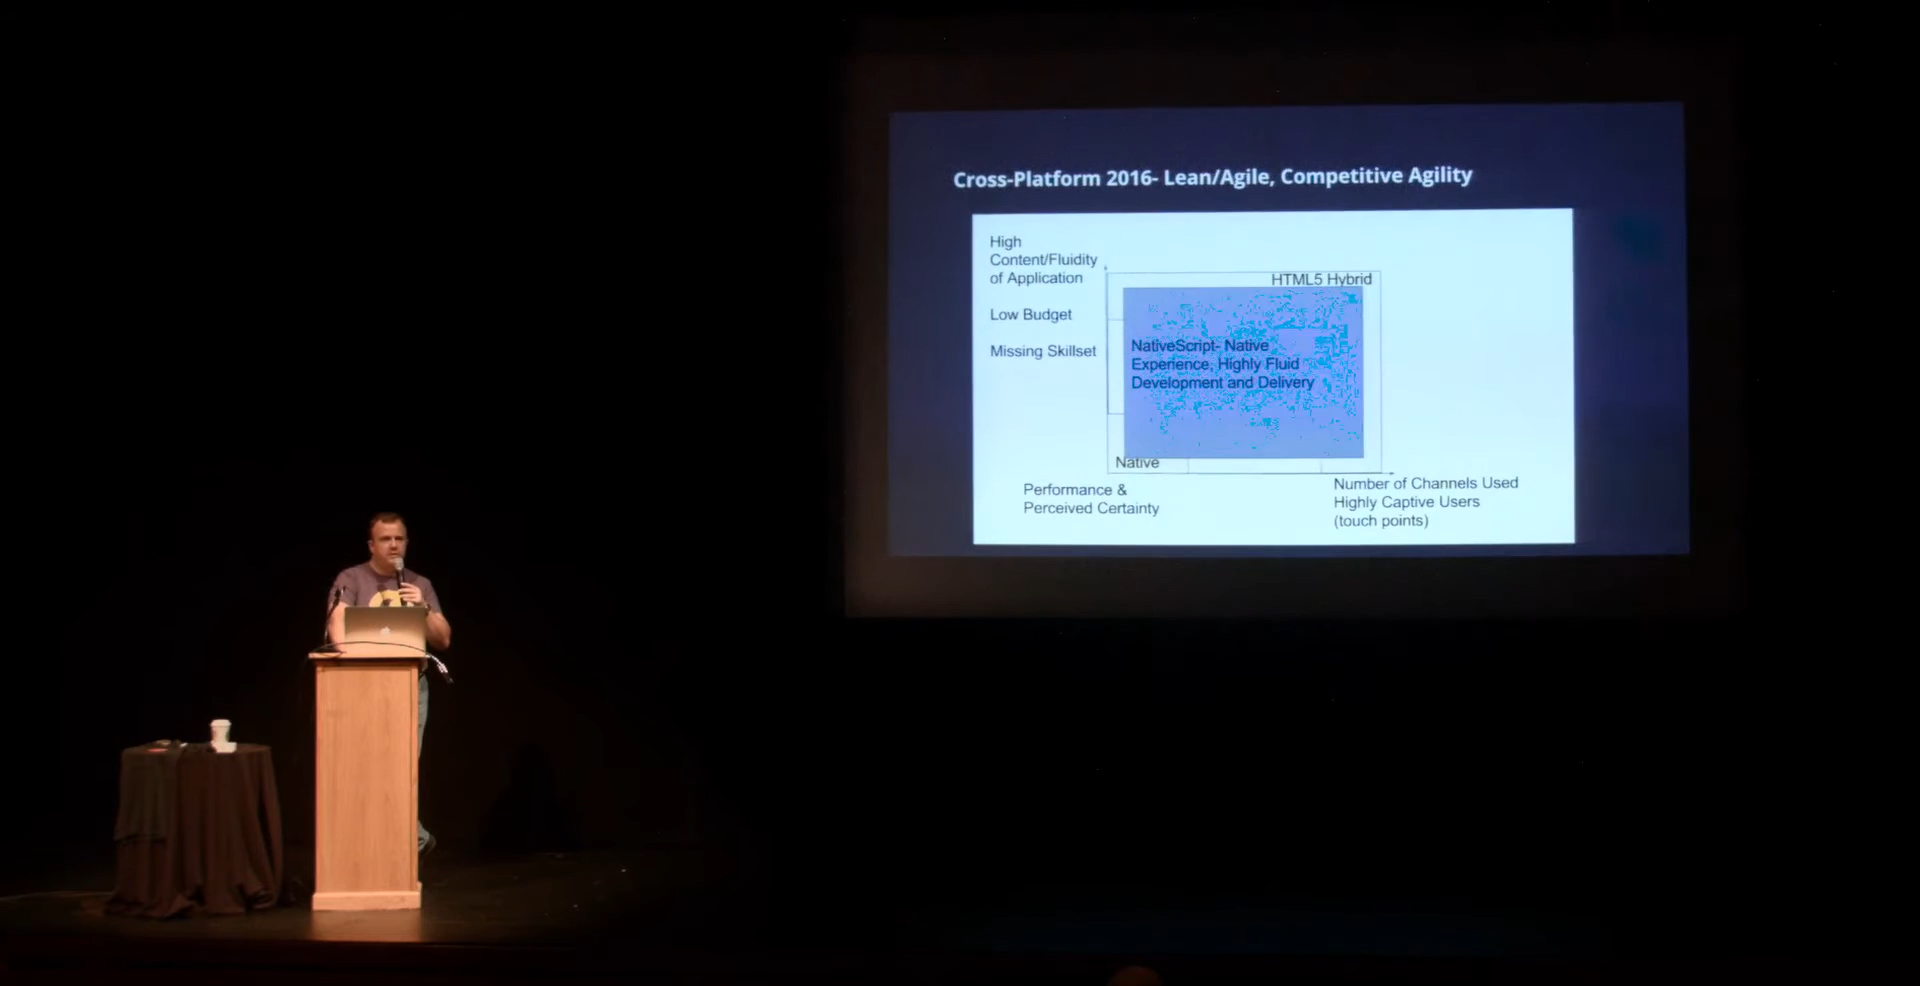 Cross-Platform 2016- Lean/Agile, Competitive Agility
High
Content/Fluidity
of Application
Low Budget
Missing Skillset
HTML5 Hybrid
NativeScript- Native
Experience, Highly Fluid
Development and Delivery
Native
Performance &
Perceived Certainty
Number of Channels Used
Highly Captive Users
(touch points)